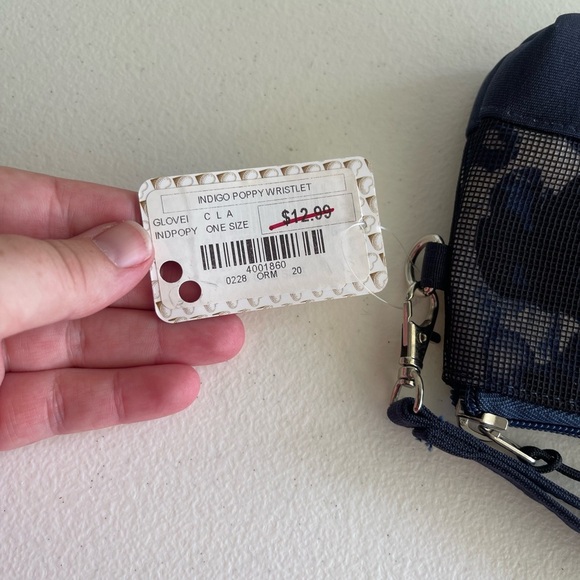 INDIGO POPPY WRISTLET
GLOVEI C L A
INDPOPY ONE SIZE
$12.99
4001860
0228 ORM 20